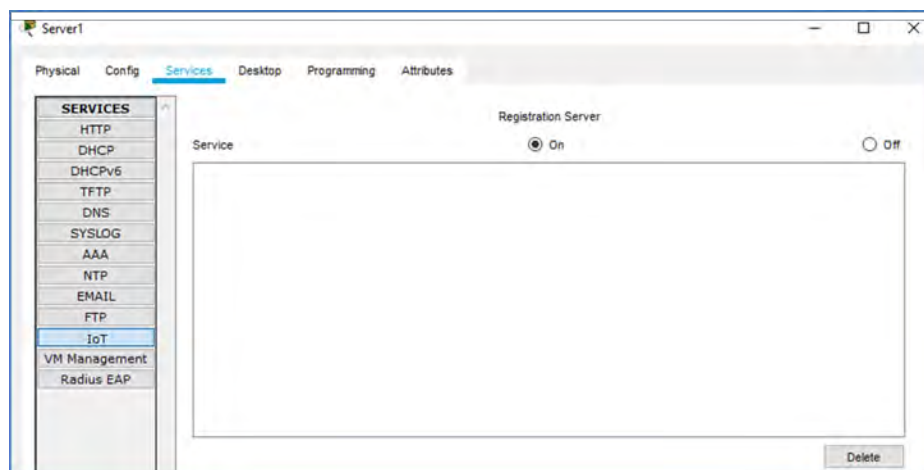 Server1
Physical Config Services Desktop Programming Attributes
SERVICES
HTTP
DHCP
DHCPv6
TFTP
DNS
SYSLOG
AAA
NTP
EMAIL
FTP
IoT
VM Management
Radius EAP
Registration Server
Service On Off
Delete